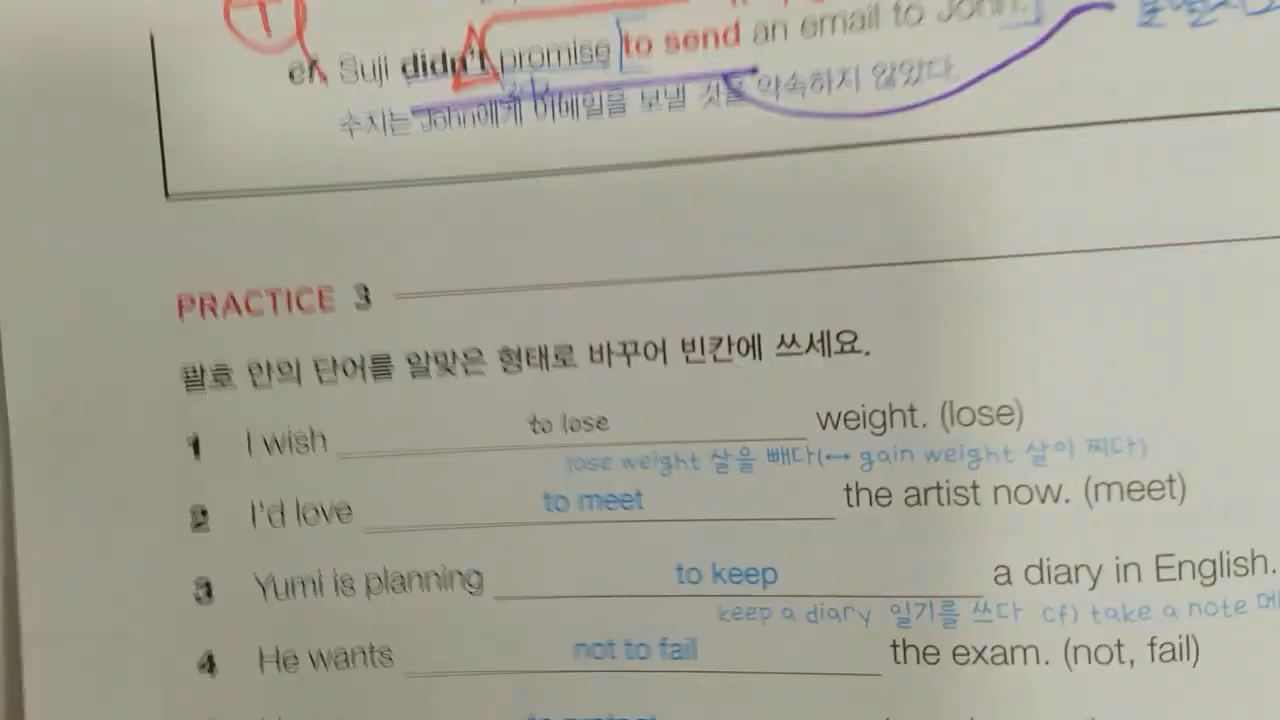 ex Suji didn't promise to send an email to John.
수지는 John에게 이메일을 보낼 것을 약속하지 않았다.
PRACTICE 3
괄호 안의 단어를 알맞은 형태로 바꾸어 빈칸에 쓰세요.
1 I wish to lose weight. (lose)
lose weight 살을 빼다(↔ gain weight 살이 찌다)
2 I'd love to meet the artist now. (meet)
3 Yumi is planning to keep a diary in English.
keep a diary 일기를 쓰다 cf) take a note
4 He wants not to fail the exam. (not, fail)